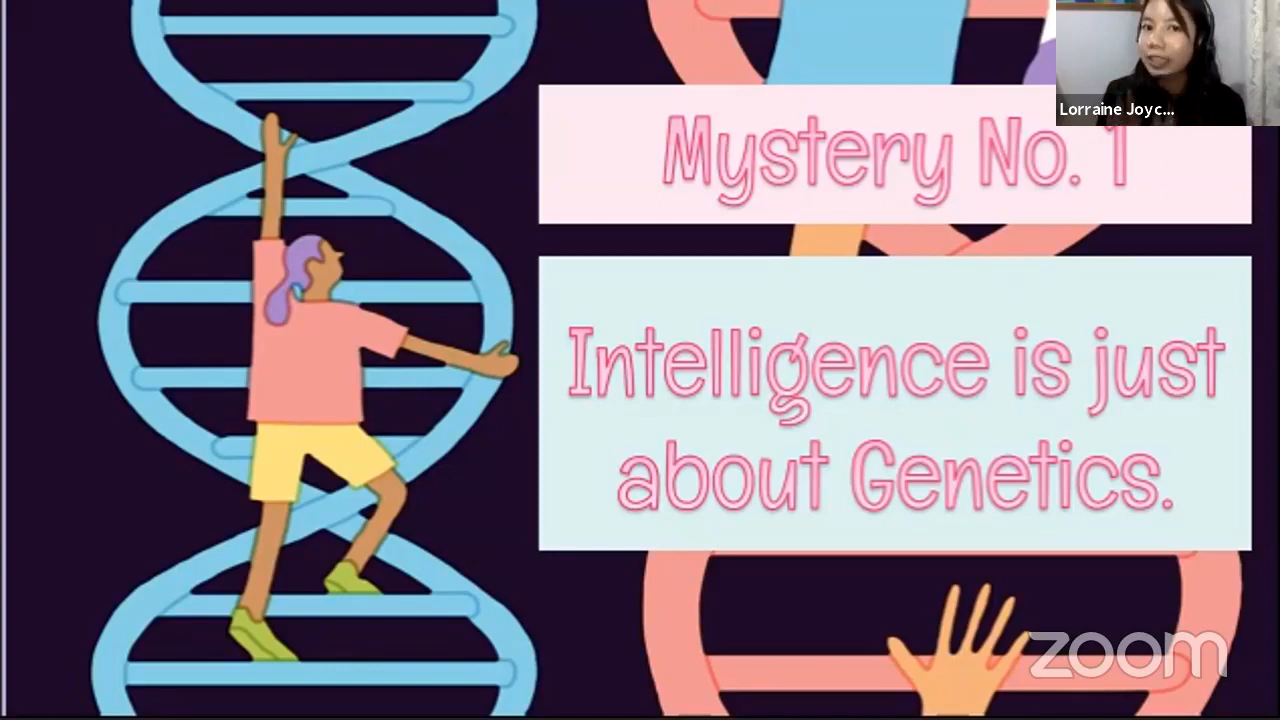 Lorraine Joyc...
Mystery No. 1
Intelligence is just
about Genetics.
zoom